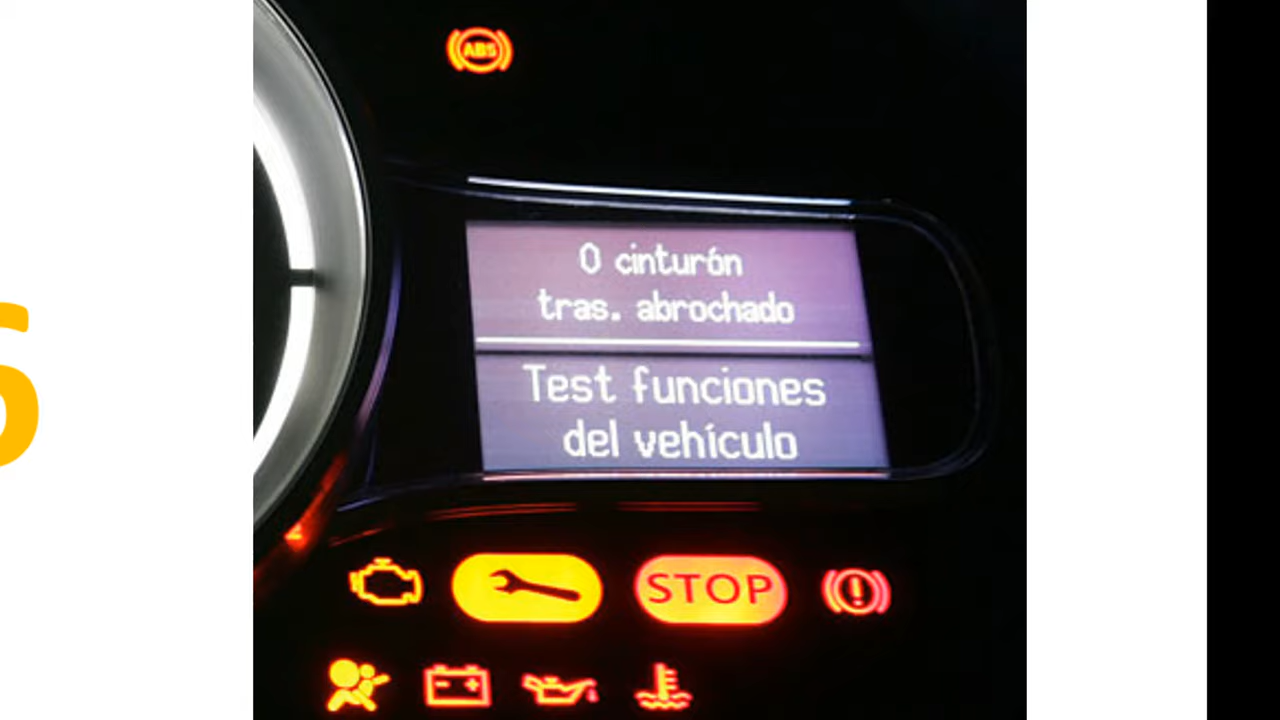 ABS
0 cinturón
tras. abrochado
Test funciones
del vehículo
STOP